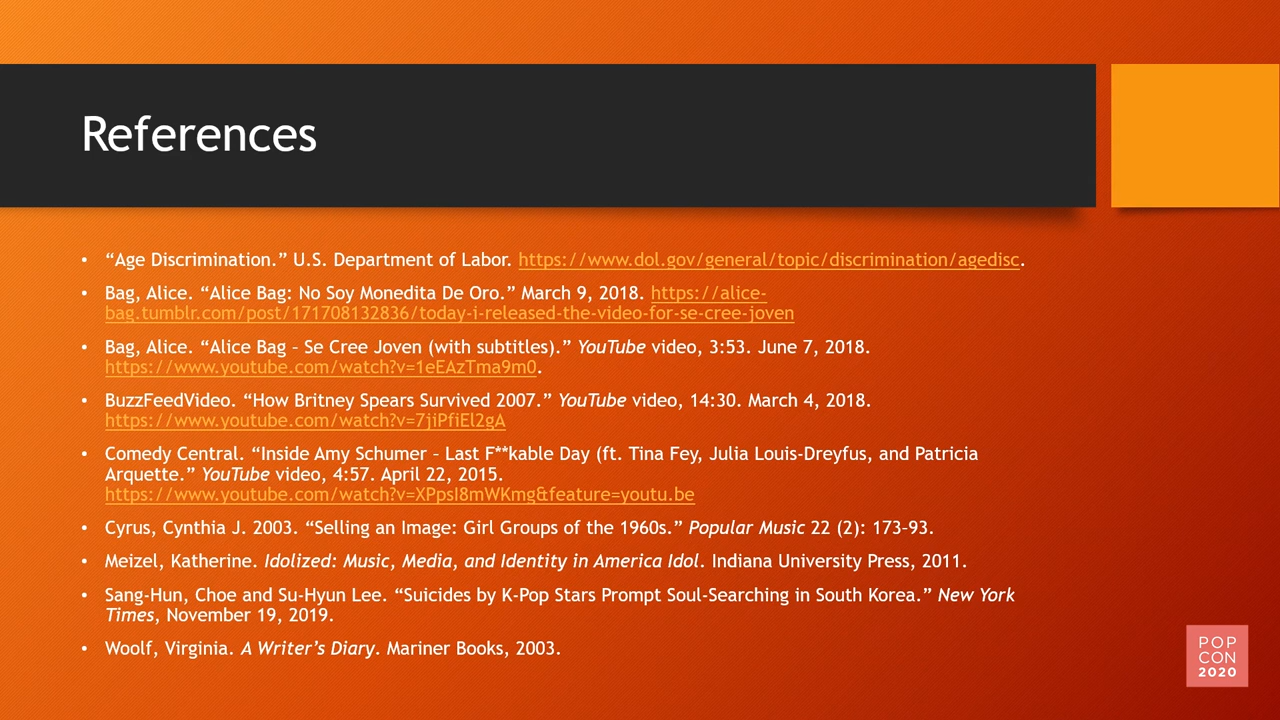 References
• “Age Discrimination.” U.S. Department of Labor. https://www.dol.gov/general/topic/discrimination/agedisc.
• Bag, Alice. “Alice Bag: No Soy Monedita De Oro.” March 9, 2018. https://alice-
bag.tumblr.com/post/171708132836/today-i-released-the-video-for-se-cree-joven
• Bag, Alice. “Alice Bag – Se Cree Joven (with subtitles).” YouTube video, 3:53. June 7, 2018.
https://www.youtube.com/watch?v=1eEAzTma9m0.
• BuzzFeedVideo. “How Britney Spears Survived 2007.” YouTube video, 14:30. March 4, 2018.
https://www.youtube.com/watch?v=7jiPfiEl2gA
• Comedy Central. “Inside Amy Schumer – Last F**kable Day (ft. Tina Fey, Julia Louis-Dreyfus, and Patricia
Arquette.” YouTube video, 4:57. April 22, 2015.
https://www.youtube.com/watch?v=XPpsI8mWKmg&feature=youtu.be
• Cyrus, Cynthia J. 2003. “Selling an Image: Girl Groups of the 1960s.” Popular Music 22 (2): 173–93.
• Meizel, Katherine. Idolized: Music, Media, and Identity in America Idol. Indiana University Press, 2011.
• Sang-Hun, Choe and Su-Hyun Lee. “Suicides by K-Pop Stars Prompt Soul-Searching in South Korea.” New York
Times, November 19, 2019.
• Woolf, Virginia. A Writer’s Diary. Mariner Books, 2003.
POP
CON
2020